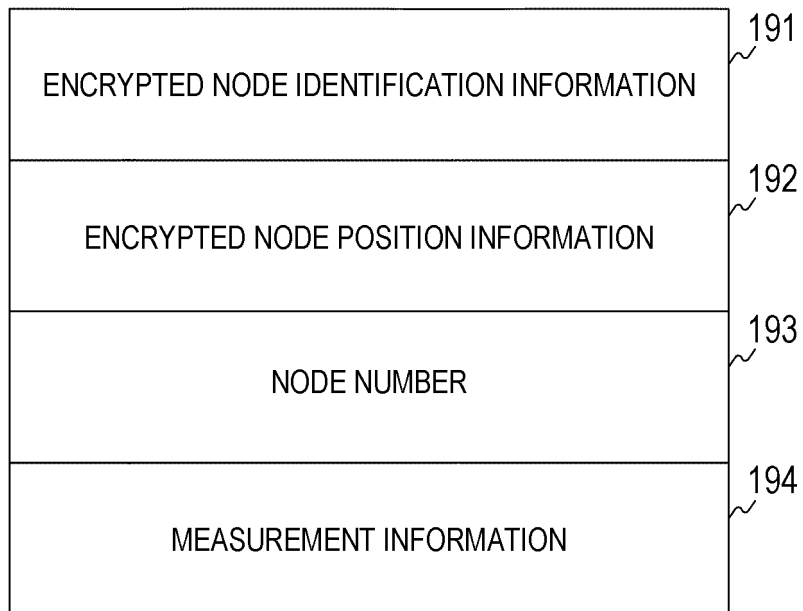 191
ENCRYPTED NODE IDENTIFICATION INFORMATION
192
ENCRYPTED NODE POSITION INFORMATION
193
NODE NUMBER
194
MEASUREMENT INFORMATION